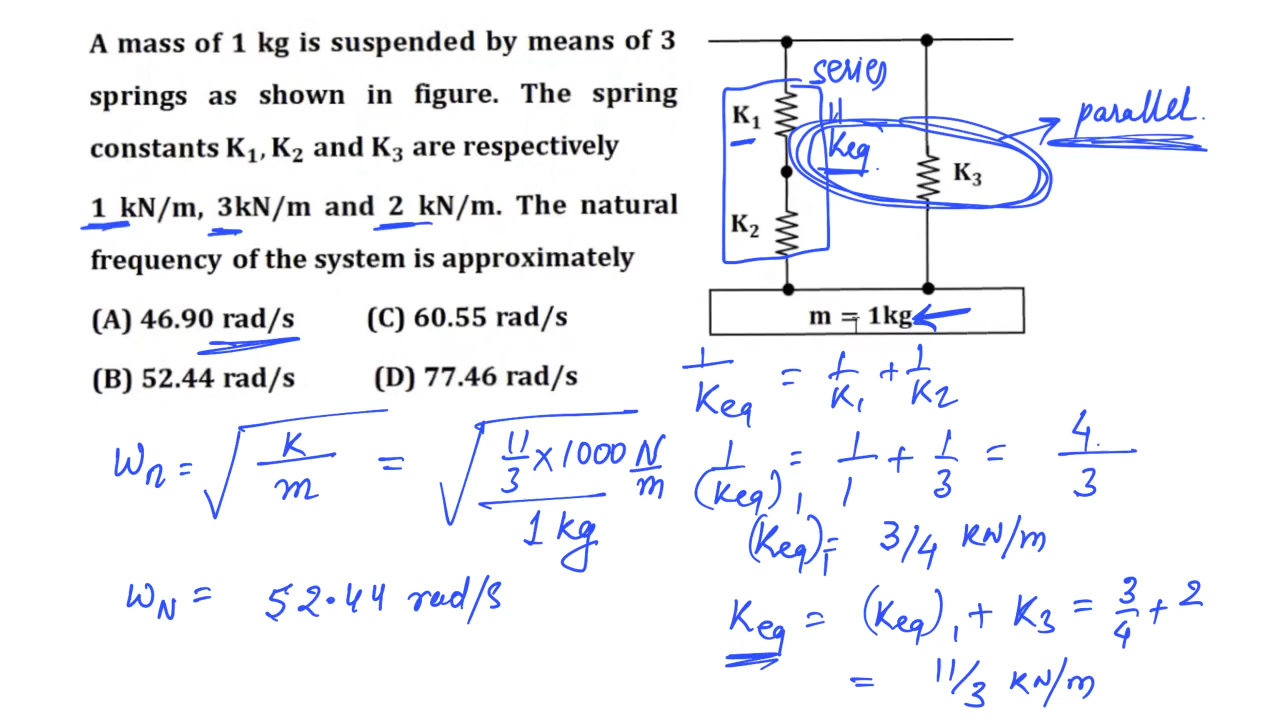 A mass of 1 kg is suspended by means of 3
springs as shown in figure. The spring
constants K₁, K₂ and K₃ are respectively
1 kN/m, 3kN/m and 2 kN/m. The natural
frequency of the system is approximately
(A) 46.90 rad/s (C) 60.55 rad/s
(B) 52.44 rad/s (D) 77.46 rad/s
series
K₁
11
Keq
K₂
K₃
parallel.
m = 1kg
1/Keq = 1/K₁ + 1/K₂
1/(Keq)₁ = 1/1 + 1/3 = 4/3
(Keq)₁ = 3/4 KN/m
Keq = (Keq)₁ + K₃ = 3/4 + 2
= 11/3 KN/m
Wn = √(K/m) = √(11/3 × 1000 N/m / 1 kg)
WN = 52.44 rad/s